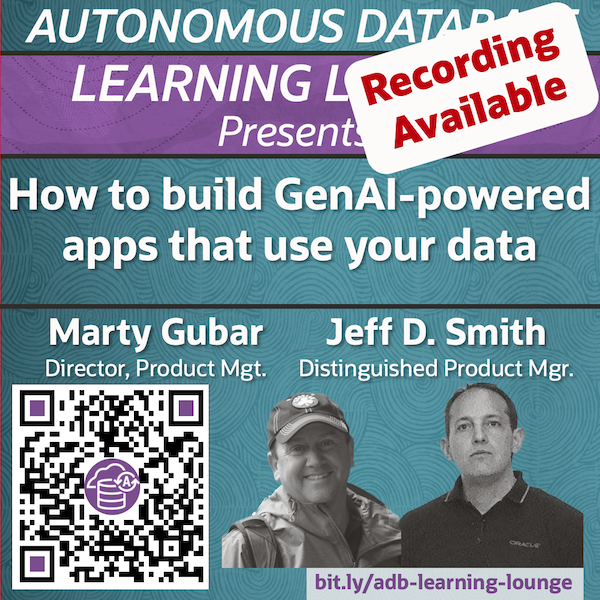 AUTONOMOUS
LEARNING
Presents
Recording
Available
How to build GenAI-powered
apps that use your data
Marty Gubar
Jeff D. Smith
Director, Product Mgt.
Distinguished Product Mgr.
A
ORACLE
bit.ly/adb-learning-lounge